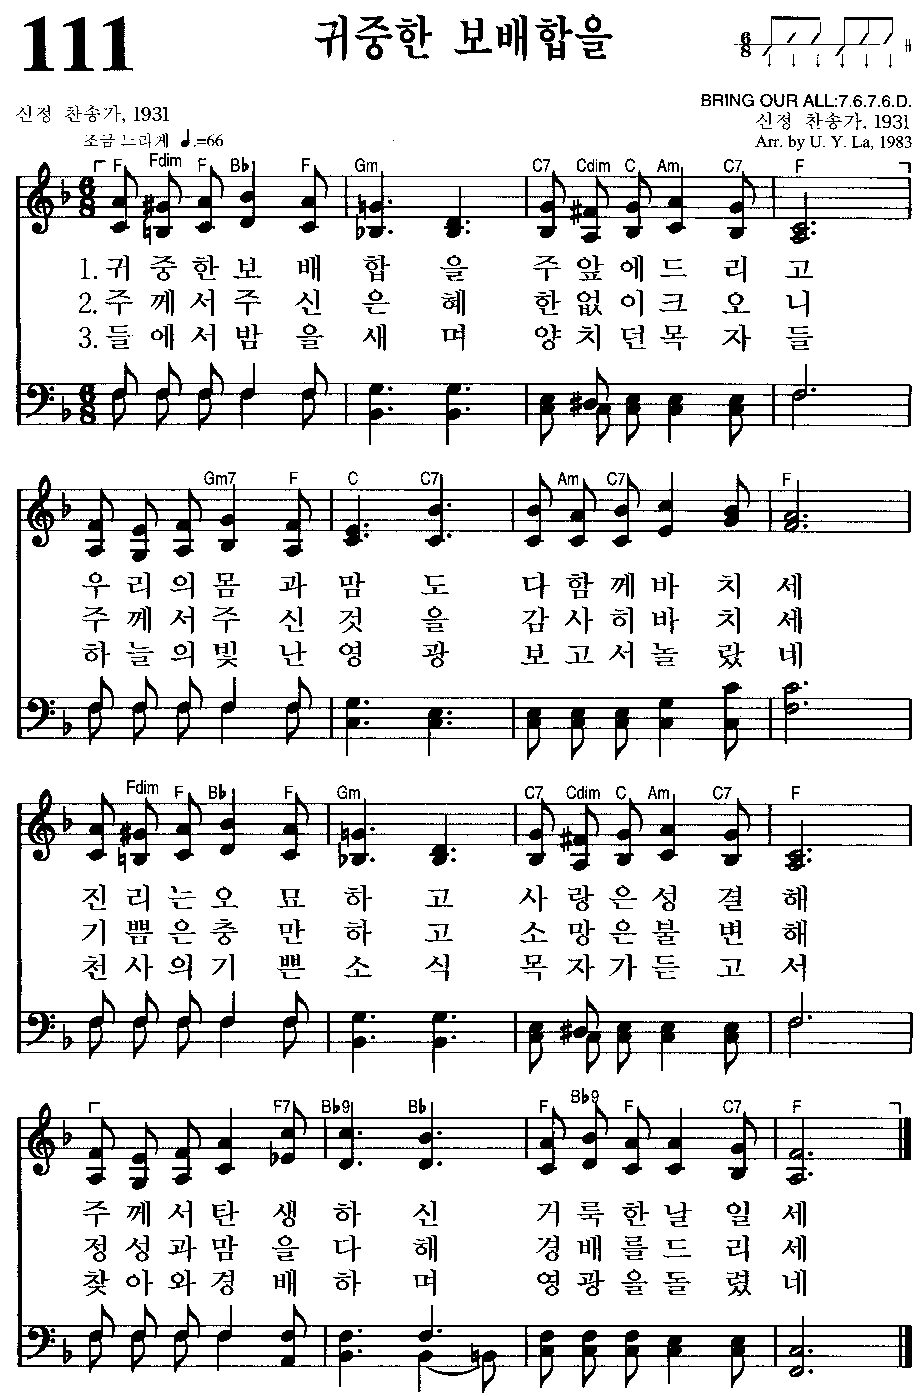 111
귀중한 보배합을
6 8
BRING OUR ALL:7.6.7.6.D.
신정 찬송가, 1931
신정 찬송가, 1931
조금 느리게 ♩.=66
Arr. by U. Y. La, 1983
F Fdim F B♭ F Gm C7 Cdim C Am C7 F
1. 귀 중 한 보 배 합 을 주 앞 에 드 리 고
2. 주 께 서 주 신 은 혜 한 없 이 크 오 니
3. 들 에 서 밤 을 새 며 양 치 던 목 자 들
Gm7 F C C7 Am C7 F
우 리 의 몸 과 맘 도 다 함 께 바 치 세
주 께 서 주 신 것 을 감 사 히 바 치 세
하 늘 의 빛 난 영 광 보 고 서 놀 랐 네
Fdim F B♭ F Gm C7 Cdim C Am C7 F
진 리 는 오 묘 하 고 사 랑 은 성 결 해
기 쁨 은 충 만 하 고 소 망 은 불 변 해
천 사 의 기 쁜 소 식 목 자 가 듣 고 서
F7 B♭9 B♭ F B♭9 F C7 F
주 께 서 탄 생 하 신 거 룩 한 날 일 세
정 성 과 맘 을 다 해 경 배 를 드 리 세
찾 아 와 경 배 하 며 영 광 을 돌 렸 네